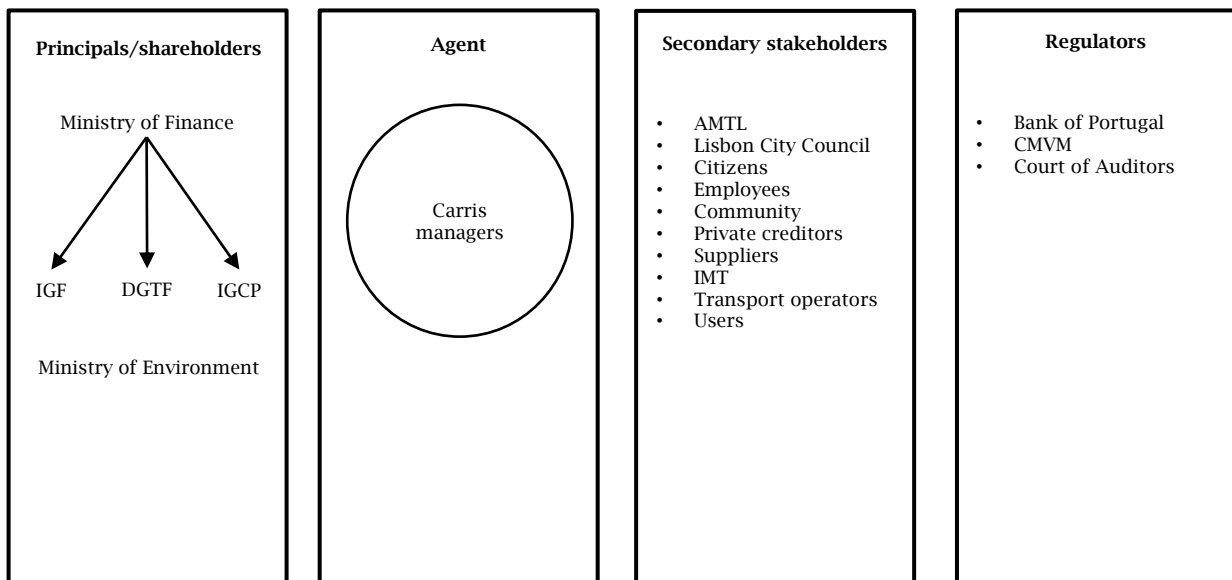 Principals/shareholders
Ministry of Finance
IGF DGTF IGCP
Ministry of Environment
Agent
Carris
managers
Secondary stakeholders
• AMTL
• Lisbon City Council
• Citizens
• Employees
• Community
• Private creditors
• Suppliers
• IMT
• Transport operators
• Users
Regulators
• Bank of Portugal
• CMVM
• Court of Auditors